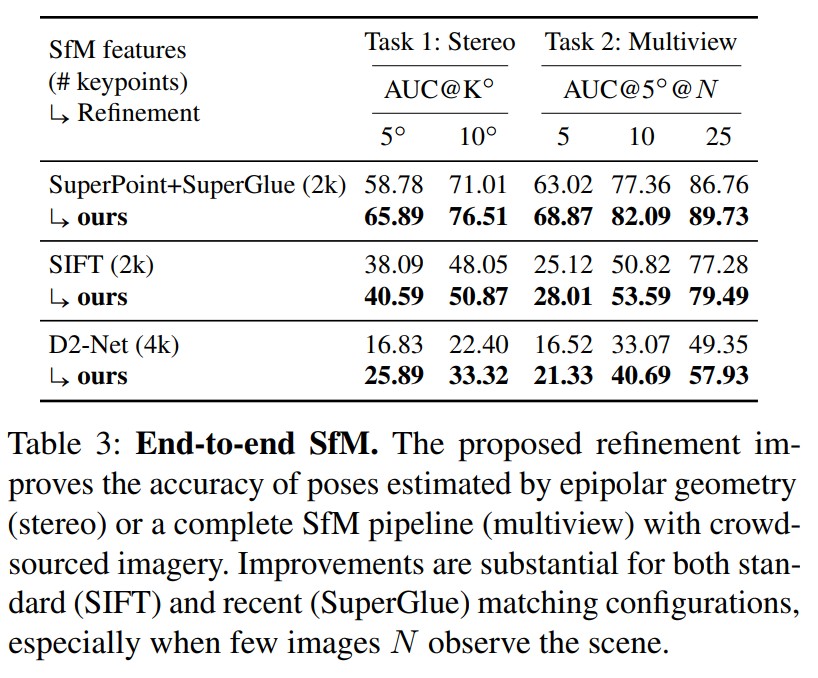 SfM features
(# keypoints)
↳ Refinement
Task 1: Stereo Task 2: Multiview
AUC@K° AUC@5°@N
5° 10° 5 10 25
SuperPoint+SuperGlue (2k) 58.78 71.01 63.02 77.36 86.76
↳ ours 65.89 76.51 68.87 82.09 89.73
SIFT (2k) 38.09 48.05 25.12 50.82 77.28
↳ ours 40.59 50.87 28.01 53.59 79.49
D2-Net (4k) 16.83 22.40 16.52 33.07 49.35
↳ ours 25.89 33.32 21.33 40.69 57.93
Table 3: End-to-end SfM. The proposed refinement im-
proves the accuracy of poses estimated by epipolar geometry
(stereo) or a complete SfM pipeline (multiview) with crowd-
sourced imagery. Improvements are substantial for both stan-
dard (SIFT) and recent (SuperGlue) matching configurations,
especially when few images N observe the scene.